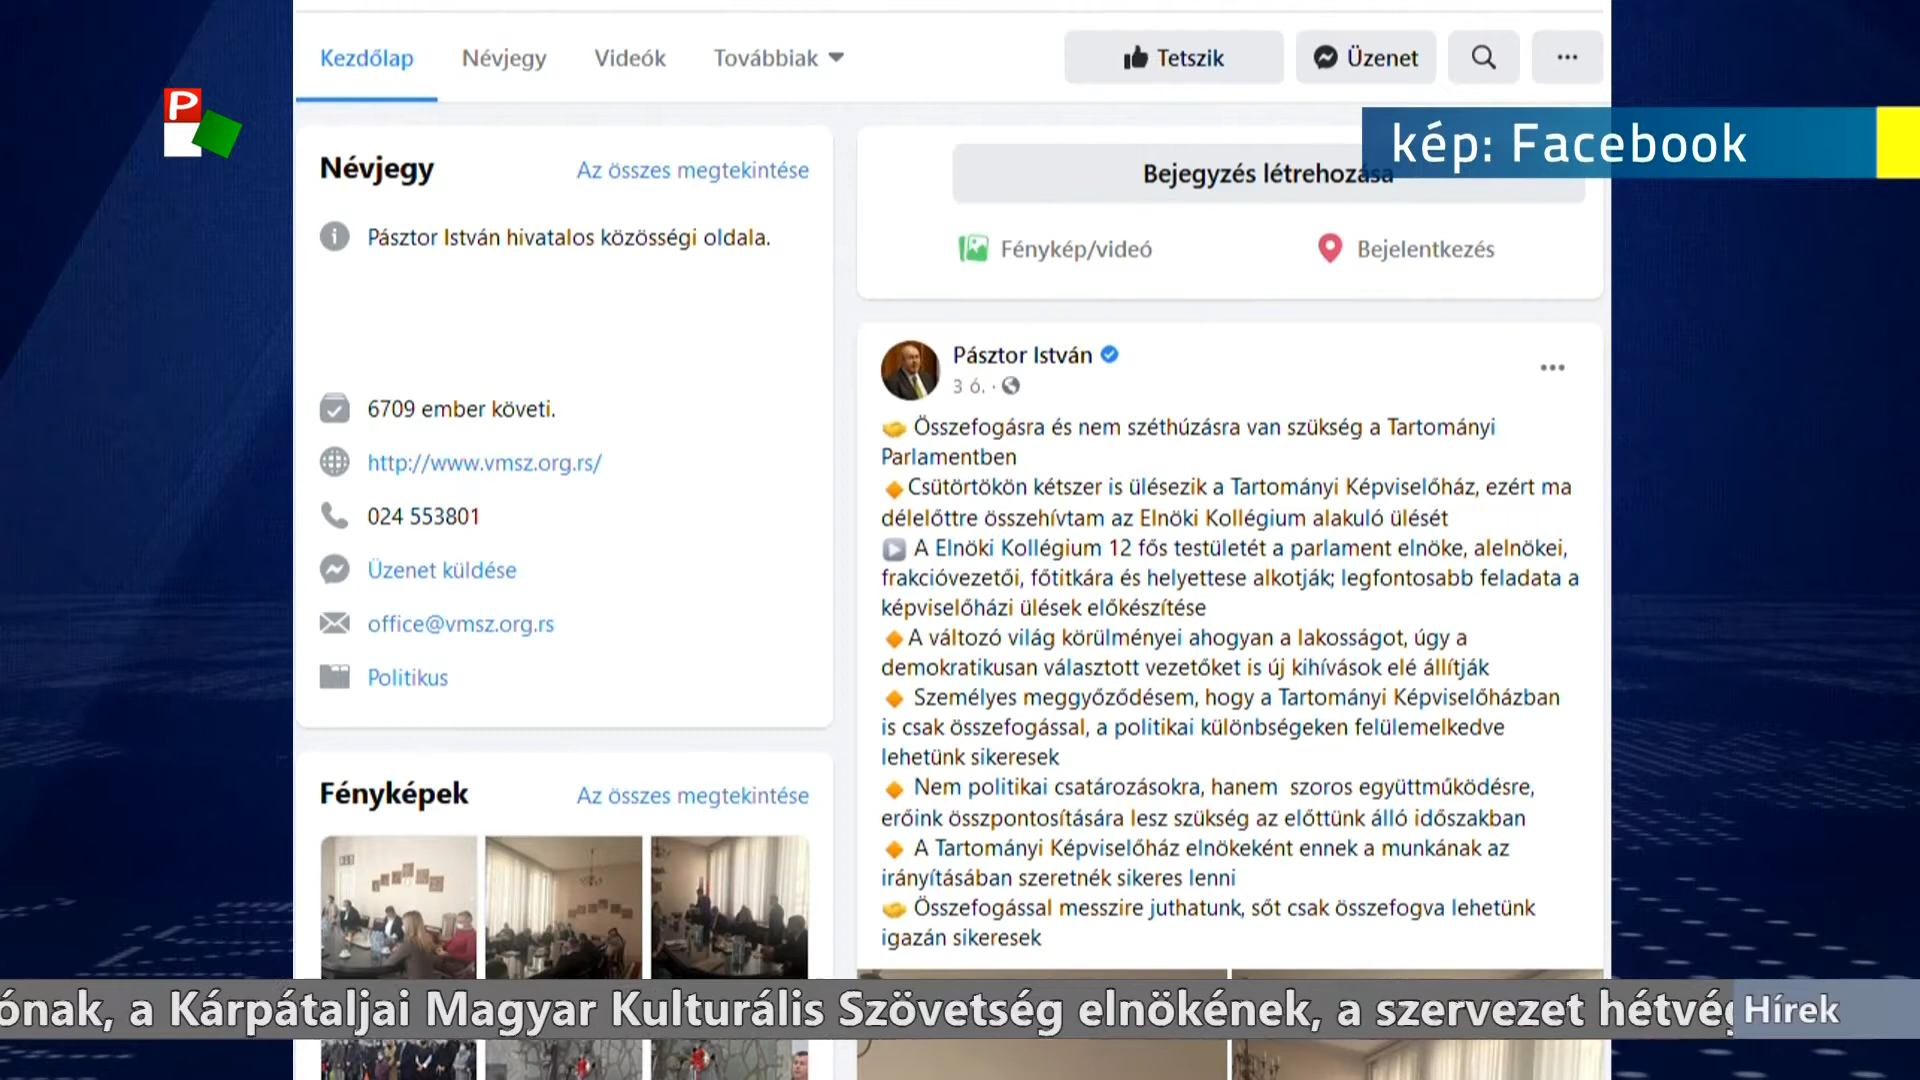 Kezdőlap
Névjegy
Videók
Továbbiak
Tetszik
Üzenet
P
kép: Facebook
Névjegy
Az összes megtekintése
Pásztor István hivatalos közösségi oldala.
6709 ember követi.
http://www.vmsz.org.rs/
024 553801
Üzenet küldése
office@vmsz.org.rs
Politikus
Fényképek
Az összes megtekintése
Bejegyzés létrehozása
Fénykép/videó
Bejelentkezés
Pásztor István
3 ó.
Összefogásra és nem széthúzásra van szükség a Tartományi
Parlamentben
Csütörtökön kétszer is ülésezik a Tartományi Képviselőház, ezért ma
délelőttre összehívtam az Elnöki Kollégium alakuló ülését
A Elnöki Kollégium 12 fős testületét a parlament elnöke, alelnökei,
frakcióvezetői, főtitkára és helyettese alkotják; legfontosabb feladata a
képviselőházi ülések előkészítése
A változó világ körülményei ahogyan a lakosságot, úgy a
demokratikusan választott vezetőket is új kihívások elé állítják
Személyes meggyőződésem, hogy a Tartományi Képviselőházban
is csak összefogással, a politikai különbségeken felülemelkedve
lehetünk sikeresek
Nem politikai csatározásokra, hanem szoros együttműködésre,
erőink összpontosítására lesz szükség az előttünk álló időszakban
A Tartományi Képviselőház elnökeként ennek a munkának az
irányításában szeretnék sikeres lenni
Összefogással messzire juthatunk, sőt csak összefogva lehetünk
igazán sikeresek
ónak, a Kárpátaljai Magyar Kulturális Szövetség elnökének, a szervezet hétvég
Hírek